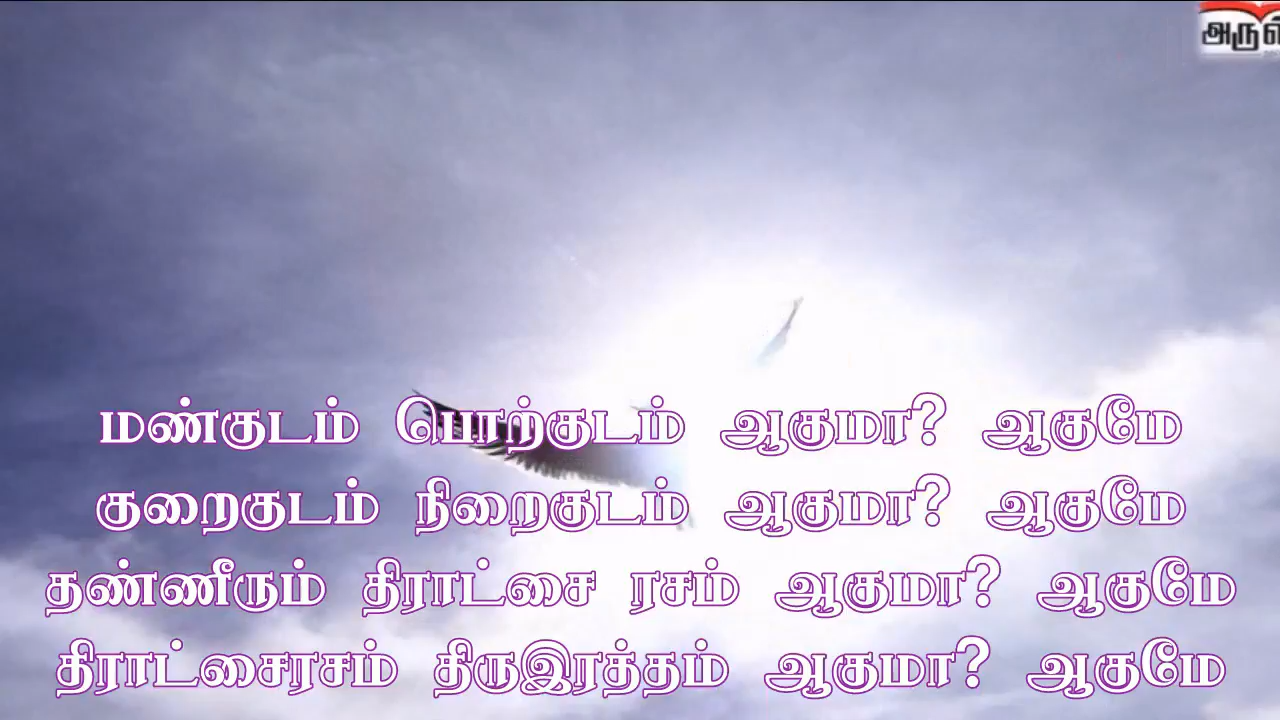 மண்குடம் பொற்குடம் ஆகுமா? ஆகுமே
குறைகுடம் நிறைகுடம் ஆகுமா? ஆகுமே
தண்ணீரும் திராட்சை ரசம் ஆகுமா? ஆகுமே
திராட்சைரசம் திருஇரத்தம் ஆகுமா? ஆகுமே